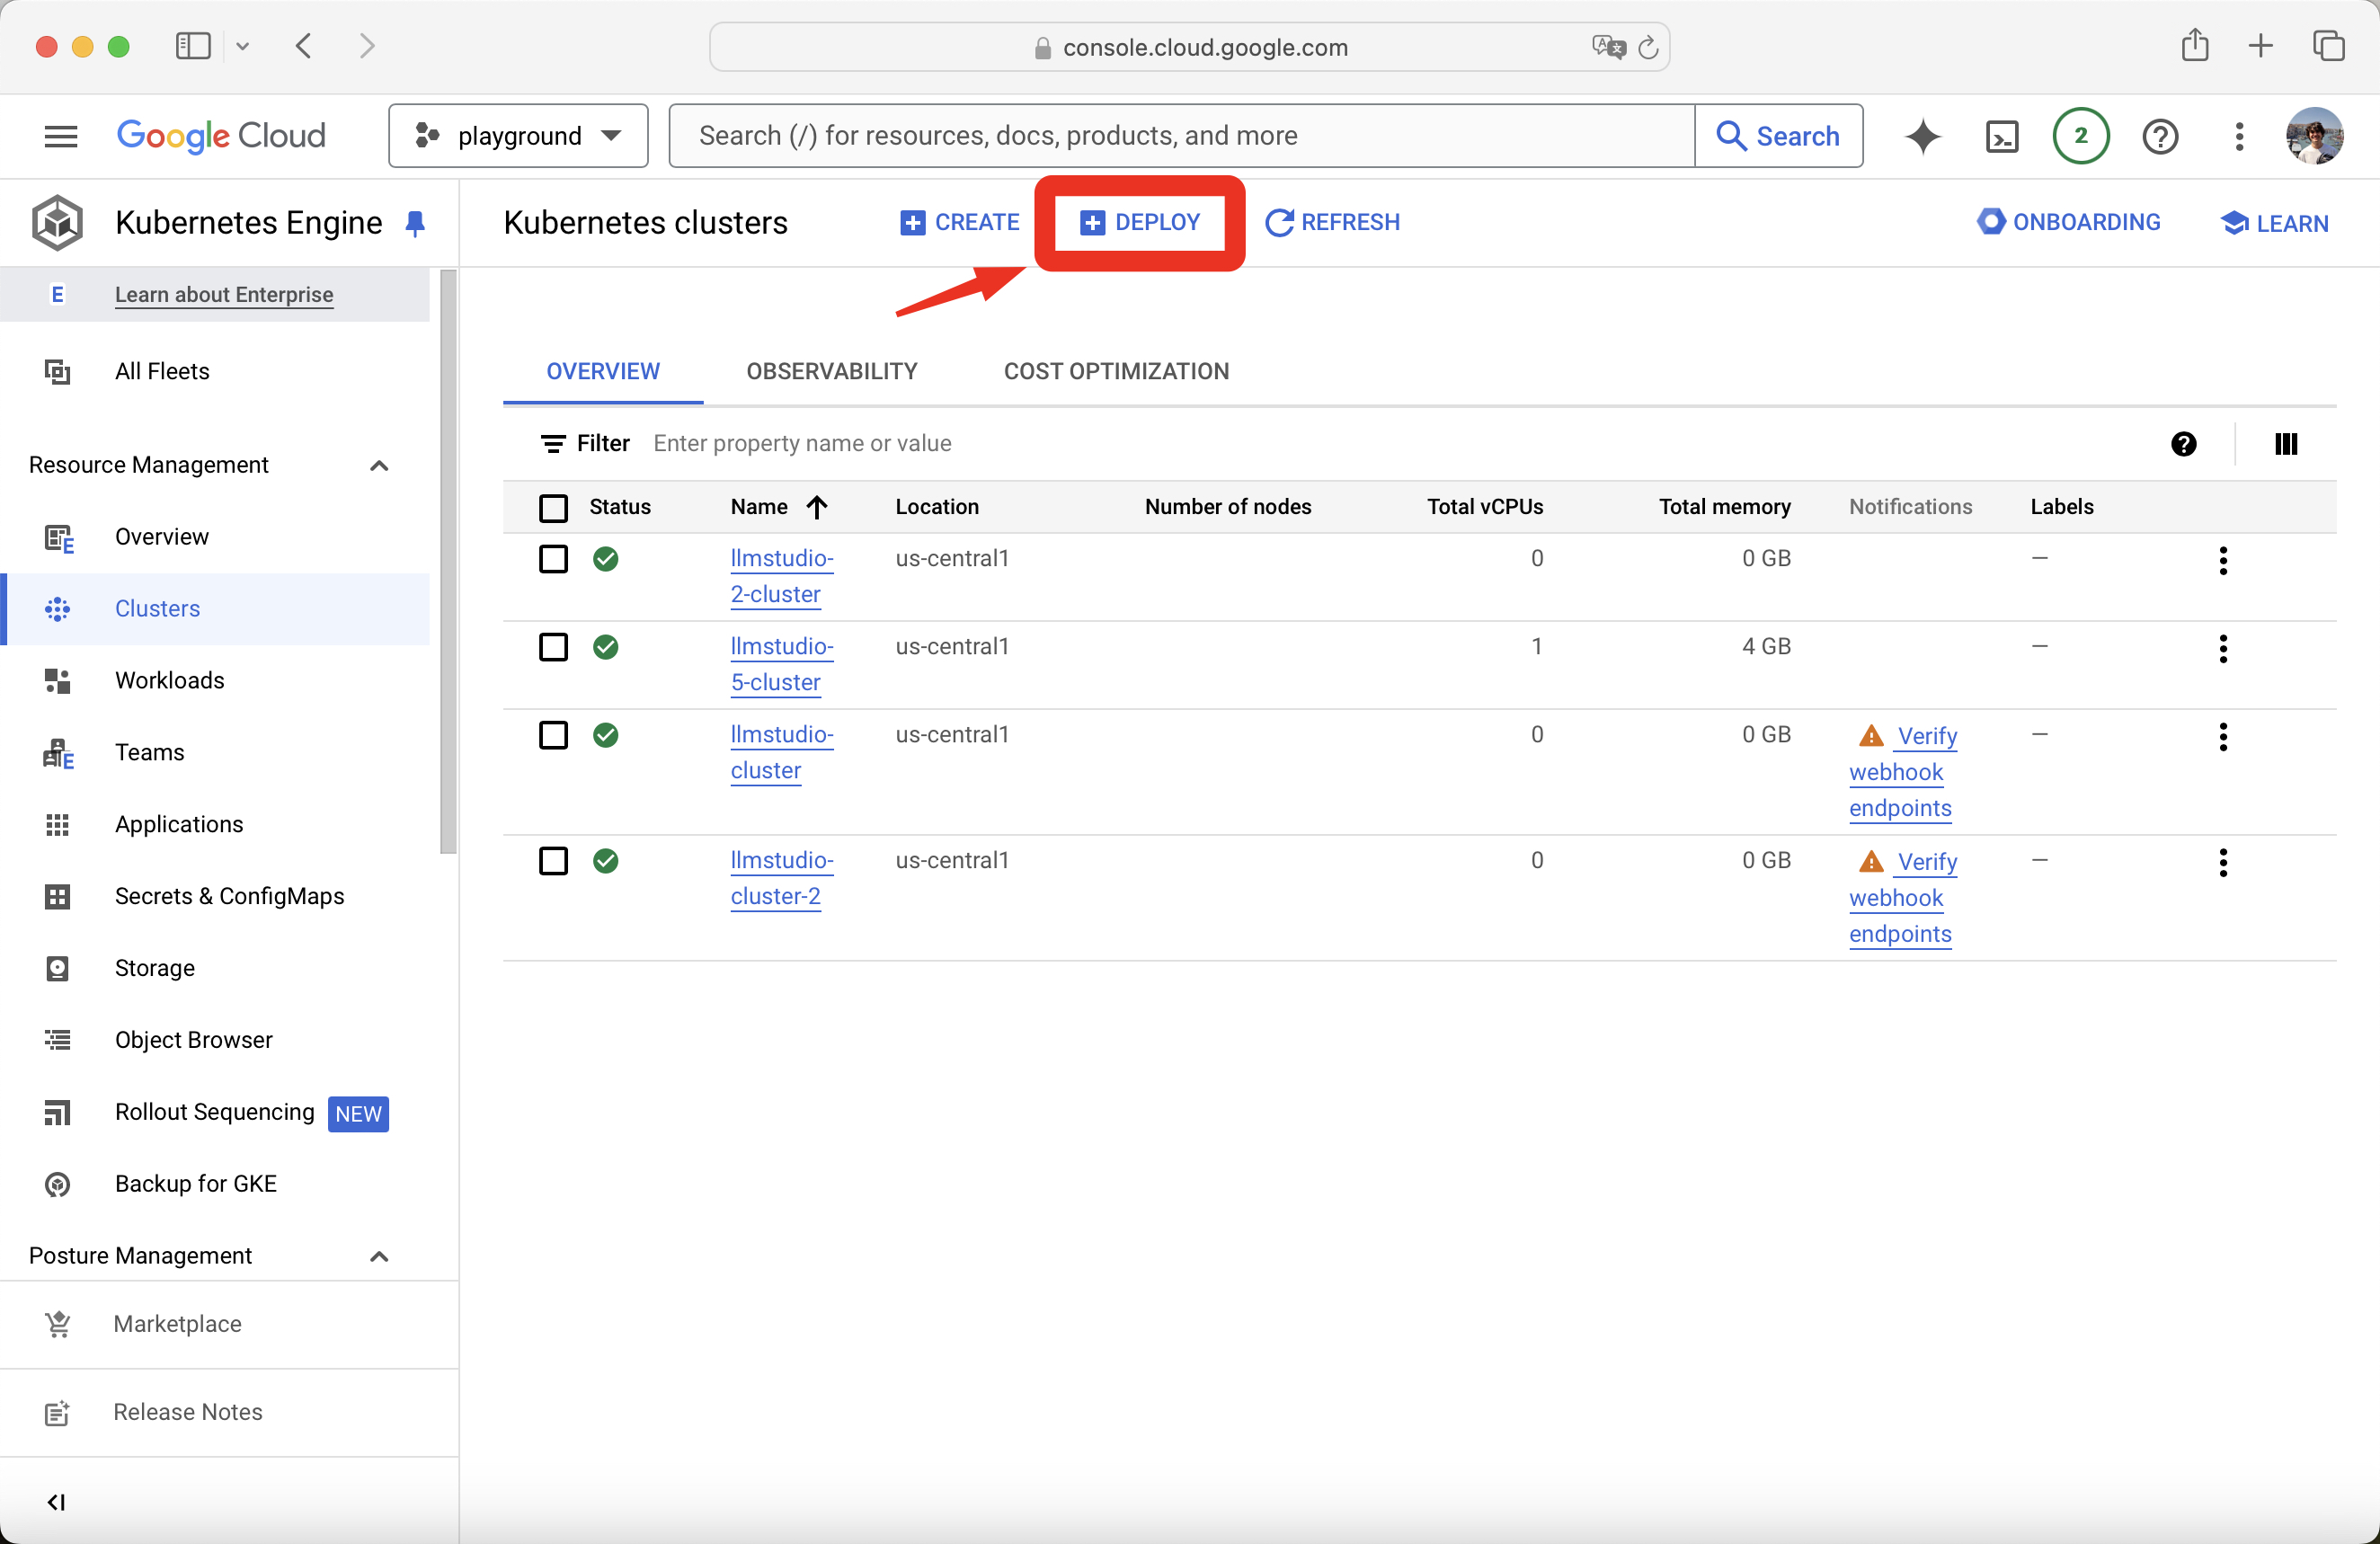 console.cloud.google.com
Google Cloud
playground
Search (/) for resources, docs, products, and more
Search
2
Kubernetes Engine
Kubernetes clusters
CREATE
DEPLOY
REFRESH
ONBOARDING
LEARN
E
Learn about Enterprise
All Fleets
Resource Management
Overview
Clusters
Workloads
Teams
Applications
Secrets & ConfigMaps
Storage
Object Browser
Rollout Sequencing NEW
Backup for GKE
Posture Management
Marketplace
Release Notes
OVERVIEW
OBSERVABILITY
COST OPTIMIZATION
Filter Enter property name or value
Status Name Location Number of nodes Total vCPUs Total memory Notifications Labels
llmstudio- us-central1 0 0 GB —
2-cluster
llmstudio- us-central1 1 4 GB —
5-cluster
llmstudio- us-central1 0 0 GB Verify —
cluster webhook
endpoints
llmstudio- us-central1 0 0 GB Verify —
cluster-2 webhook
endpoints